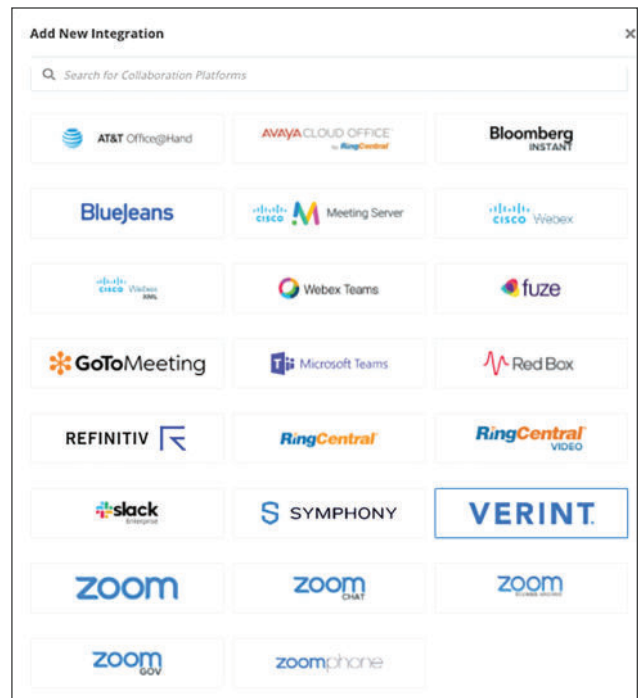 Add New Integration ×
Search for Collaboration Platforms
AT&T Office@Hand
AVAYA CLOUD OFFICE
by RingCentral
Bloomberg
INSTANT
BlueJeans
cisco Meeting Server
cisco Webex
cisco Webex
XML
Webex Teams
fuze
GoToMeeting
Microsoft Teams
Red Box
REFINITIV
RingCentral
RingCentral
VIDEO
slack
Enterprise
SYMPHONY
VERINT
zoom
zoom
CHAT
zoom
zoom
GOV
zoomphone